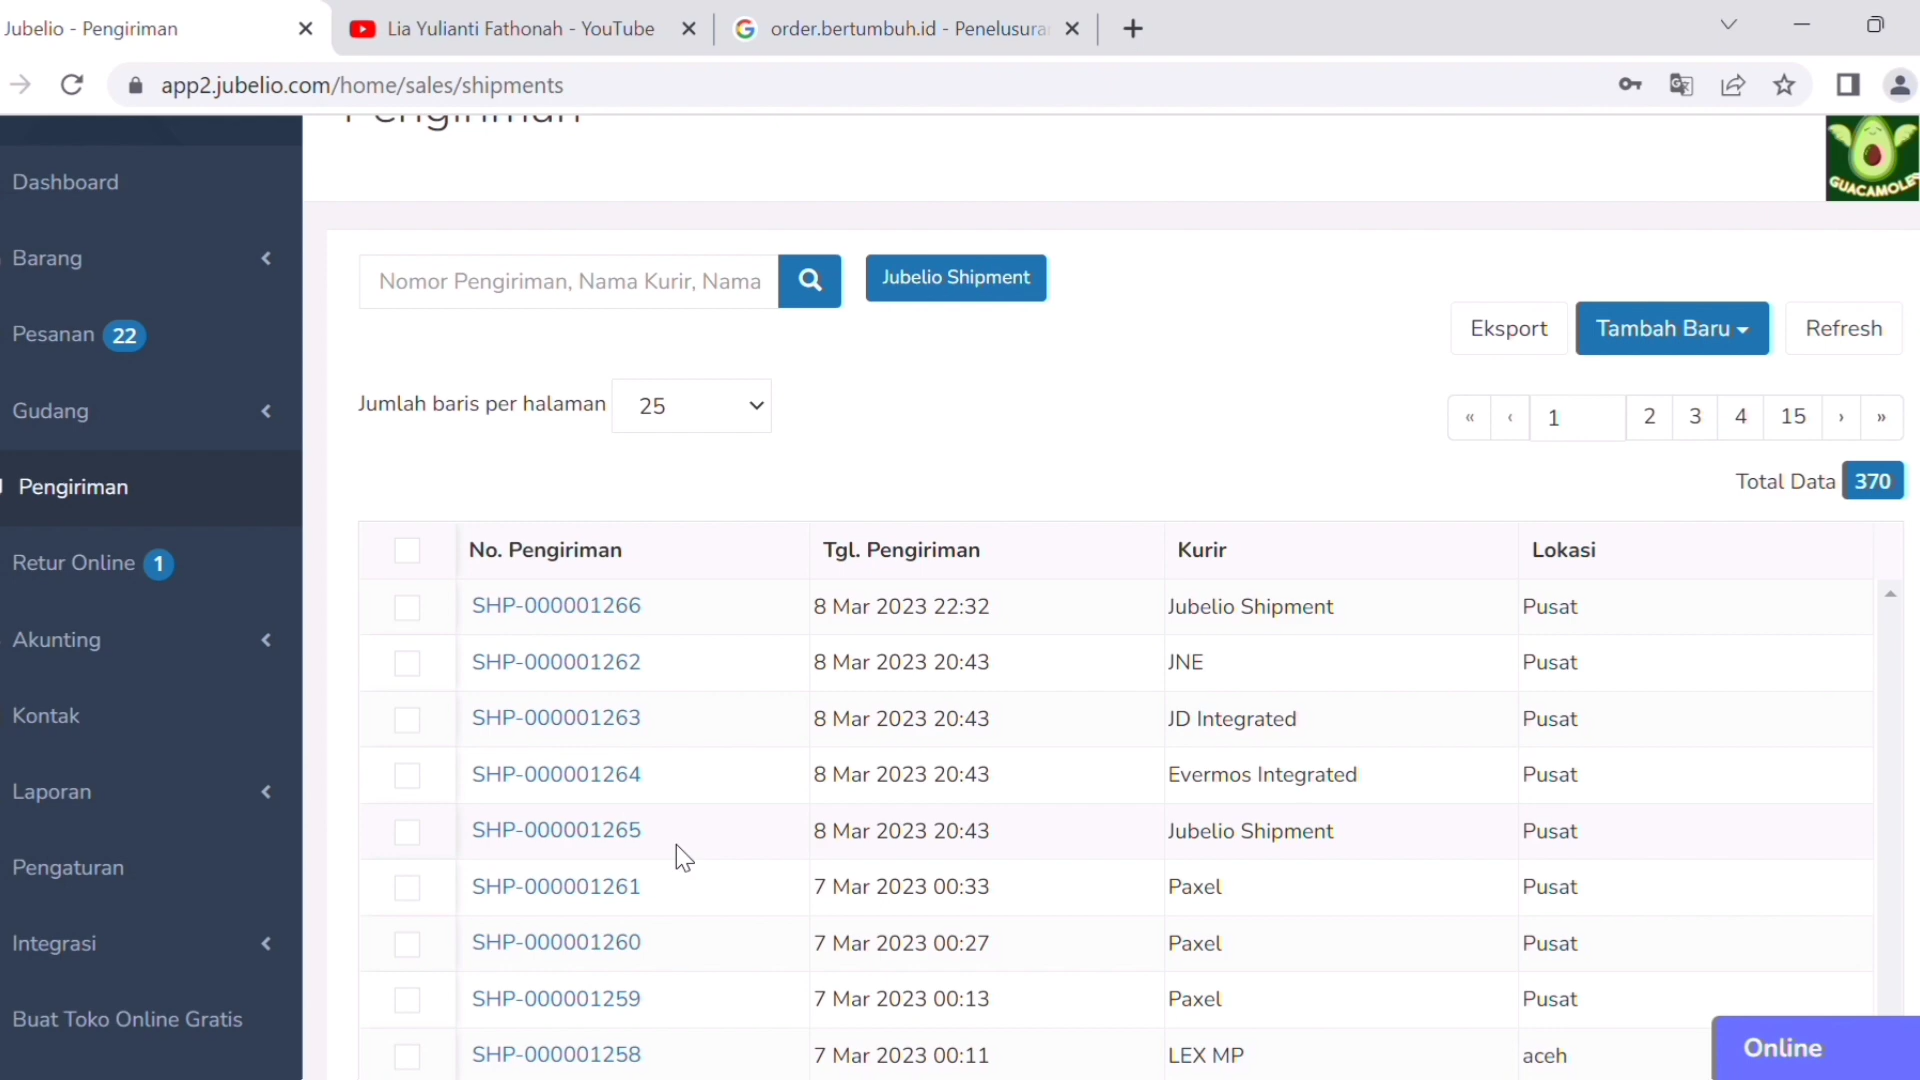 Jubelio - Pengiriman
Lia Yulianti Fathonah - YouTube
order.bertumbuh.id - Penelusura
app2.jubelio.com/home/sales/shipments
Pengiriman
GUACAMOLE
Dashboard
Barang
Pesanan 22
Gudang
Pengiriman
Retur Online 1
Akunting
Kontak
Laporan
Pengaturan
Integrasi
Buat Toko Online Gratis
Nomor Pengiriman, Nama Kurir, Nama
Jubelio Shipment
Eksport
Tambah Baru
Refresh
Jumlah baris per halaman 25
« ‹ 1 2 3 4 15 › »
Total Data 370
No. Pengiriman Tgl. Pengiriman Kurir Lokasi
SHP-000001266 8 Mar 2023 22:32 Jubelio Shipment Pusat
SHP-000001262 8 Mar 2023 20:43 JNE Pusat
SHP-000001263 8 Mar 2023 20:43 JD Integrated Pusat
SHP-000001264 8 Mar 2023 20:43 Evermos Integrated Pusat
SHP-000001265 8 Mar 2023 20:43 Jubelio Shipment Pusat
SHP-000001261 7 Mar 2023 00:33 Paxel Pusat
SHP-000001260 7 Mar 2023 00:27 Paxel Pusat
SHP-000001259 7 Mar 2023 00:13 Paxel Pusat
SHP-000001258 7 Mar 2023 00:11 LEX MP aceh
Online